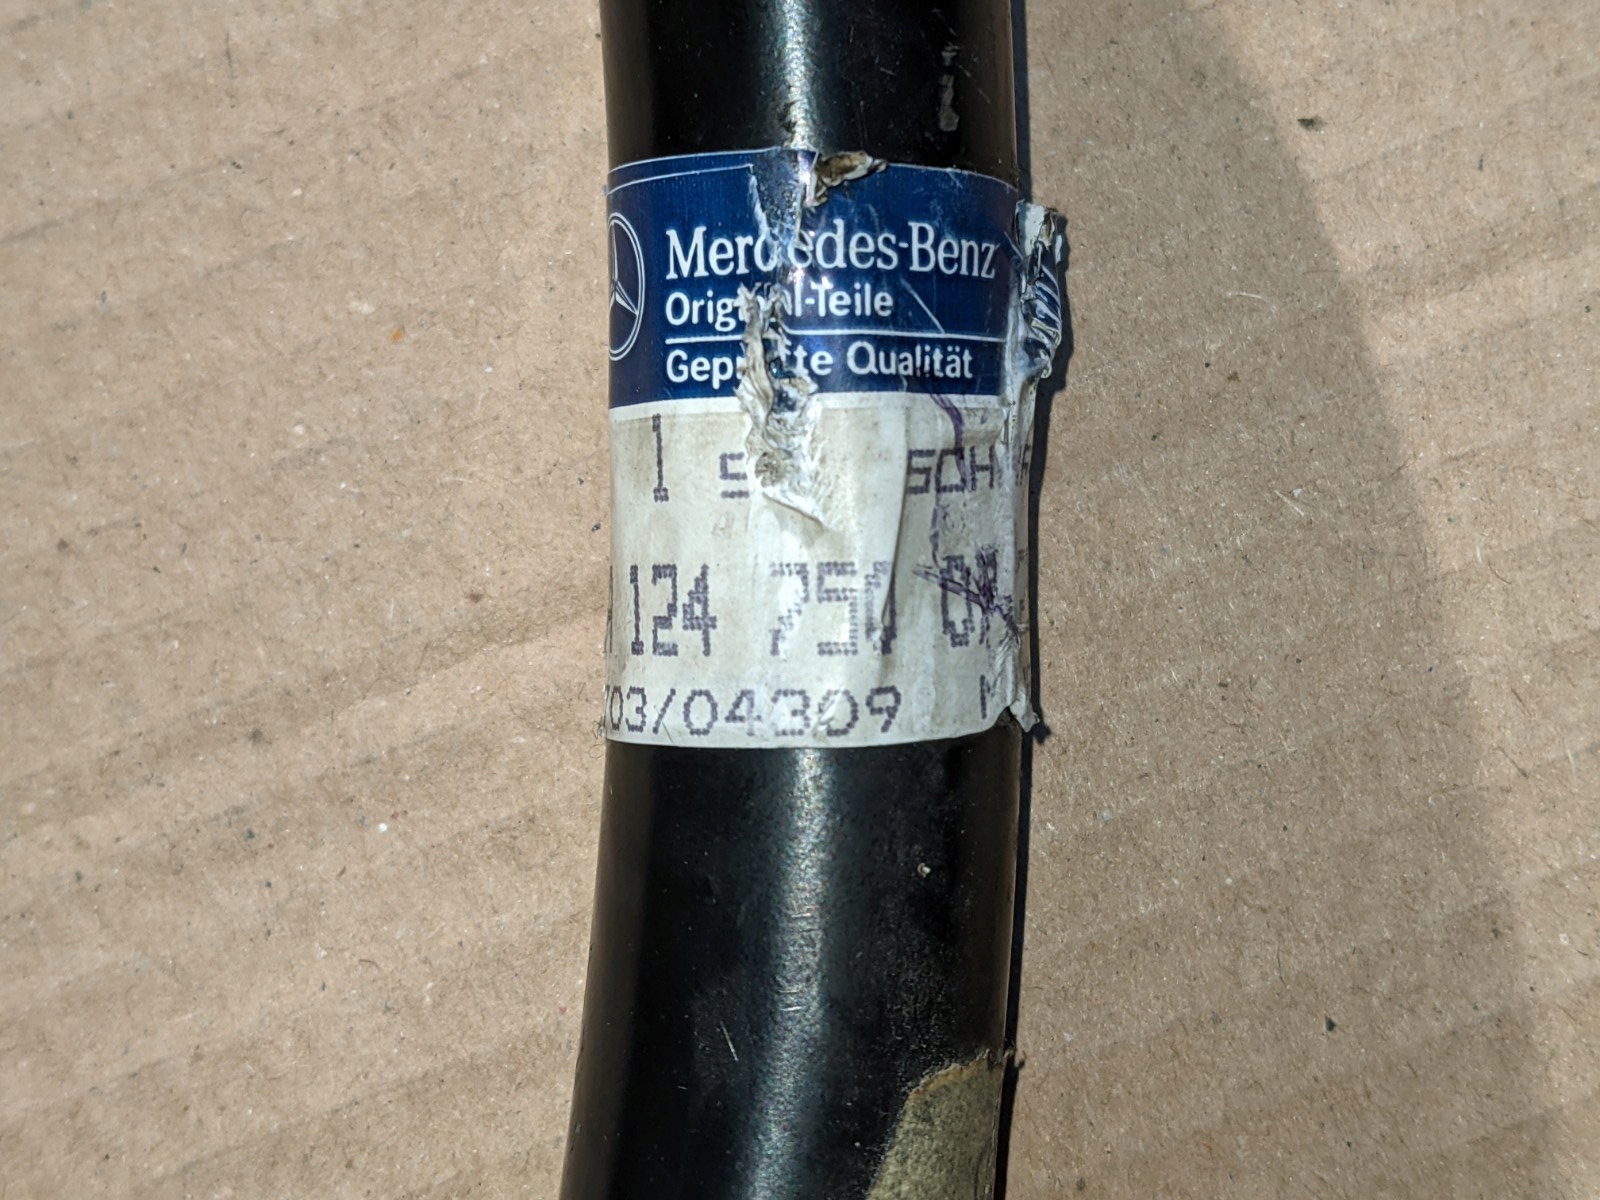 Mercedes-Benz
Original-Teile
Geprüfte Qualität
1
124 750
/03/04309